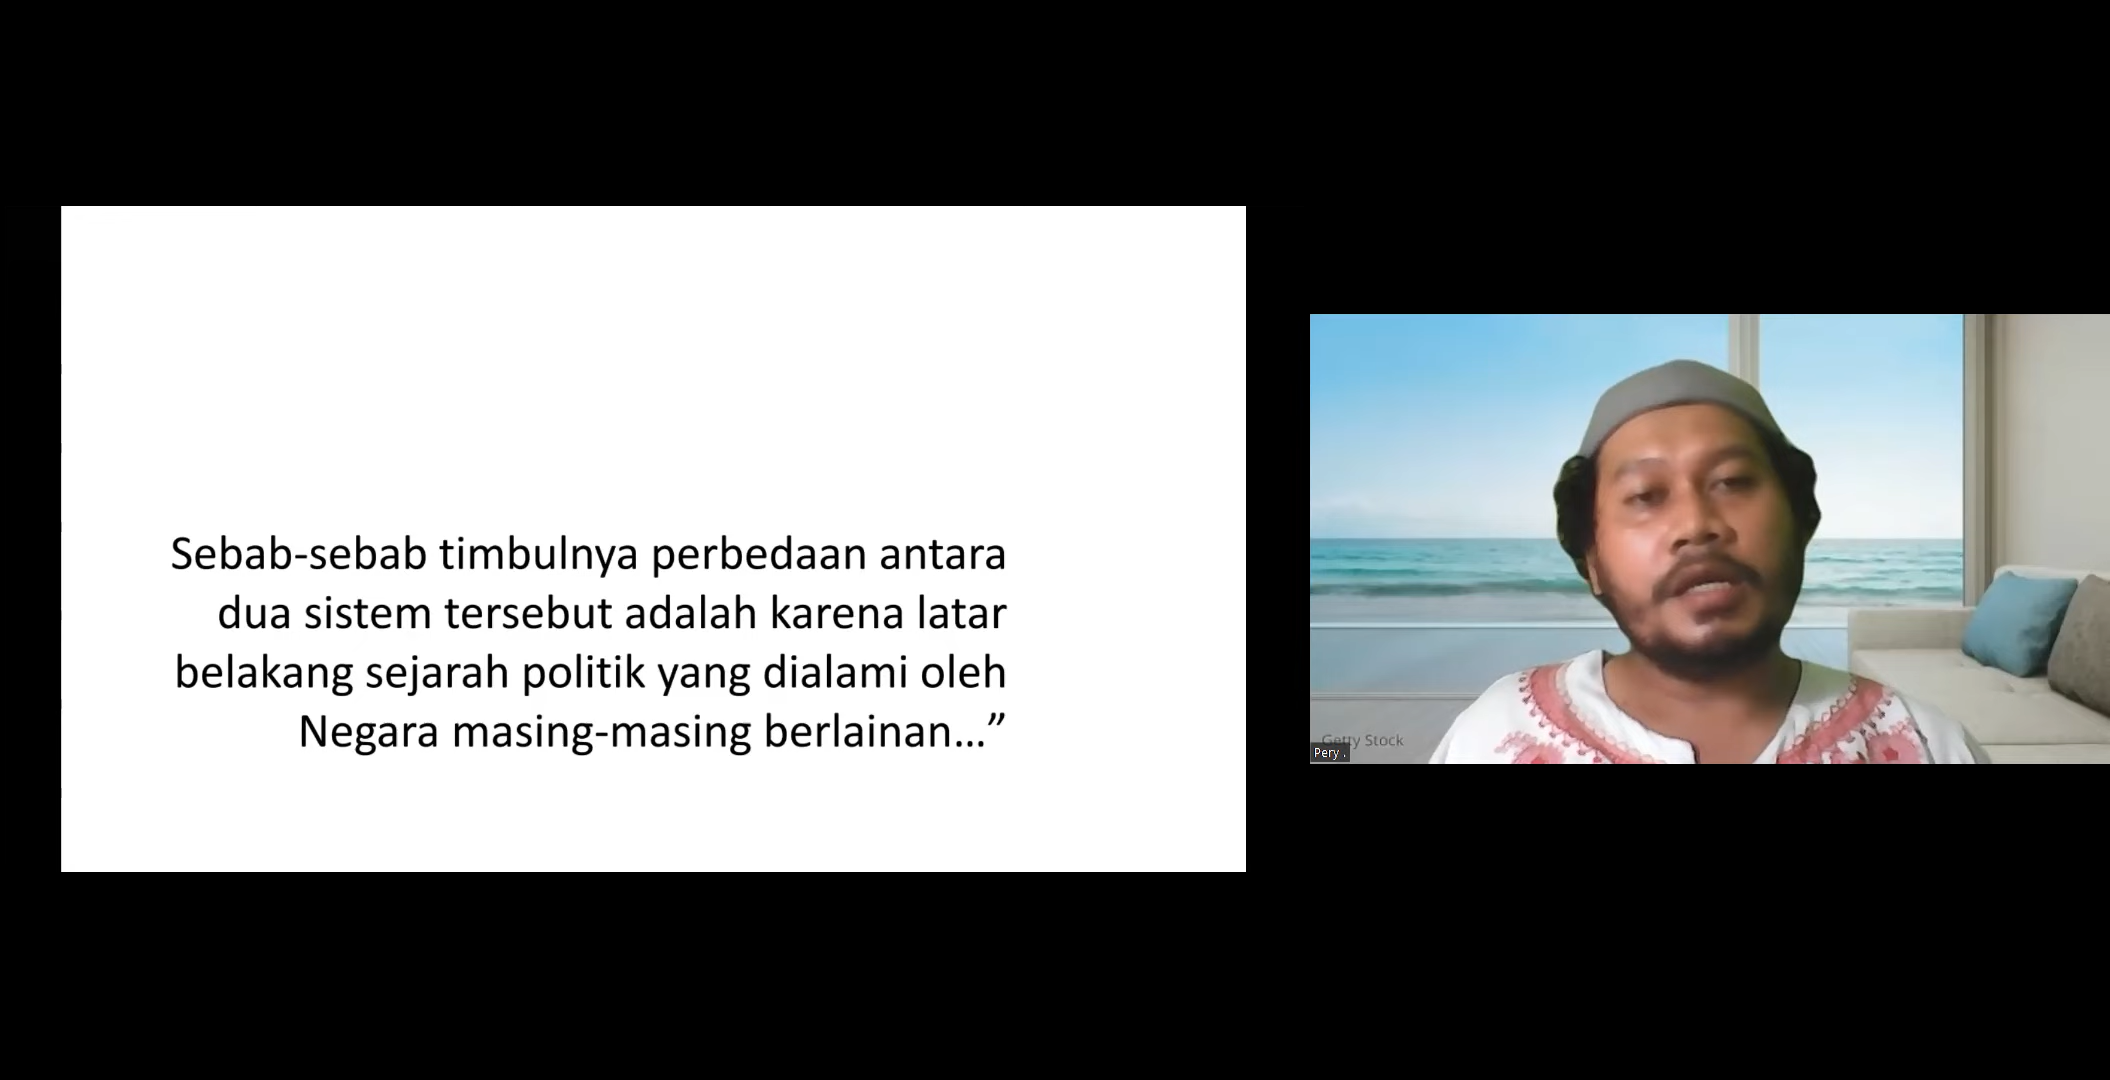 Sebab-sebab timbulnya perbedaan antara
dua sistem tersebut adalah karena latar
belakang sejarah politik yang dialami oleh
Negara masing-masing berlainan…”
Getty Stock
Pery .